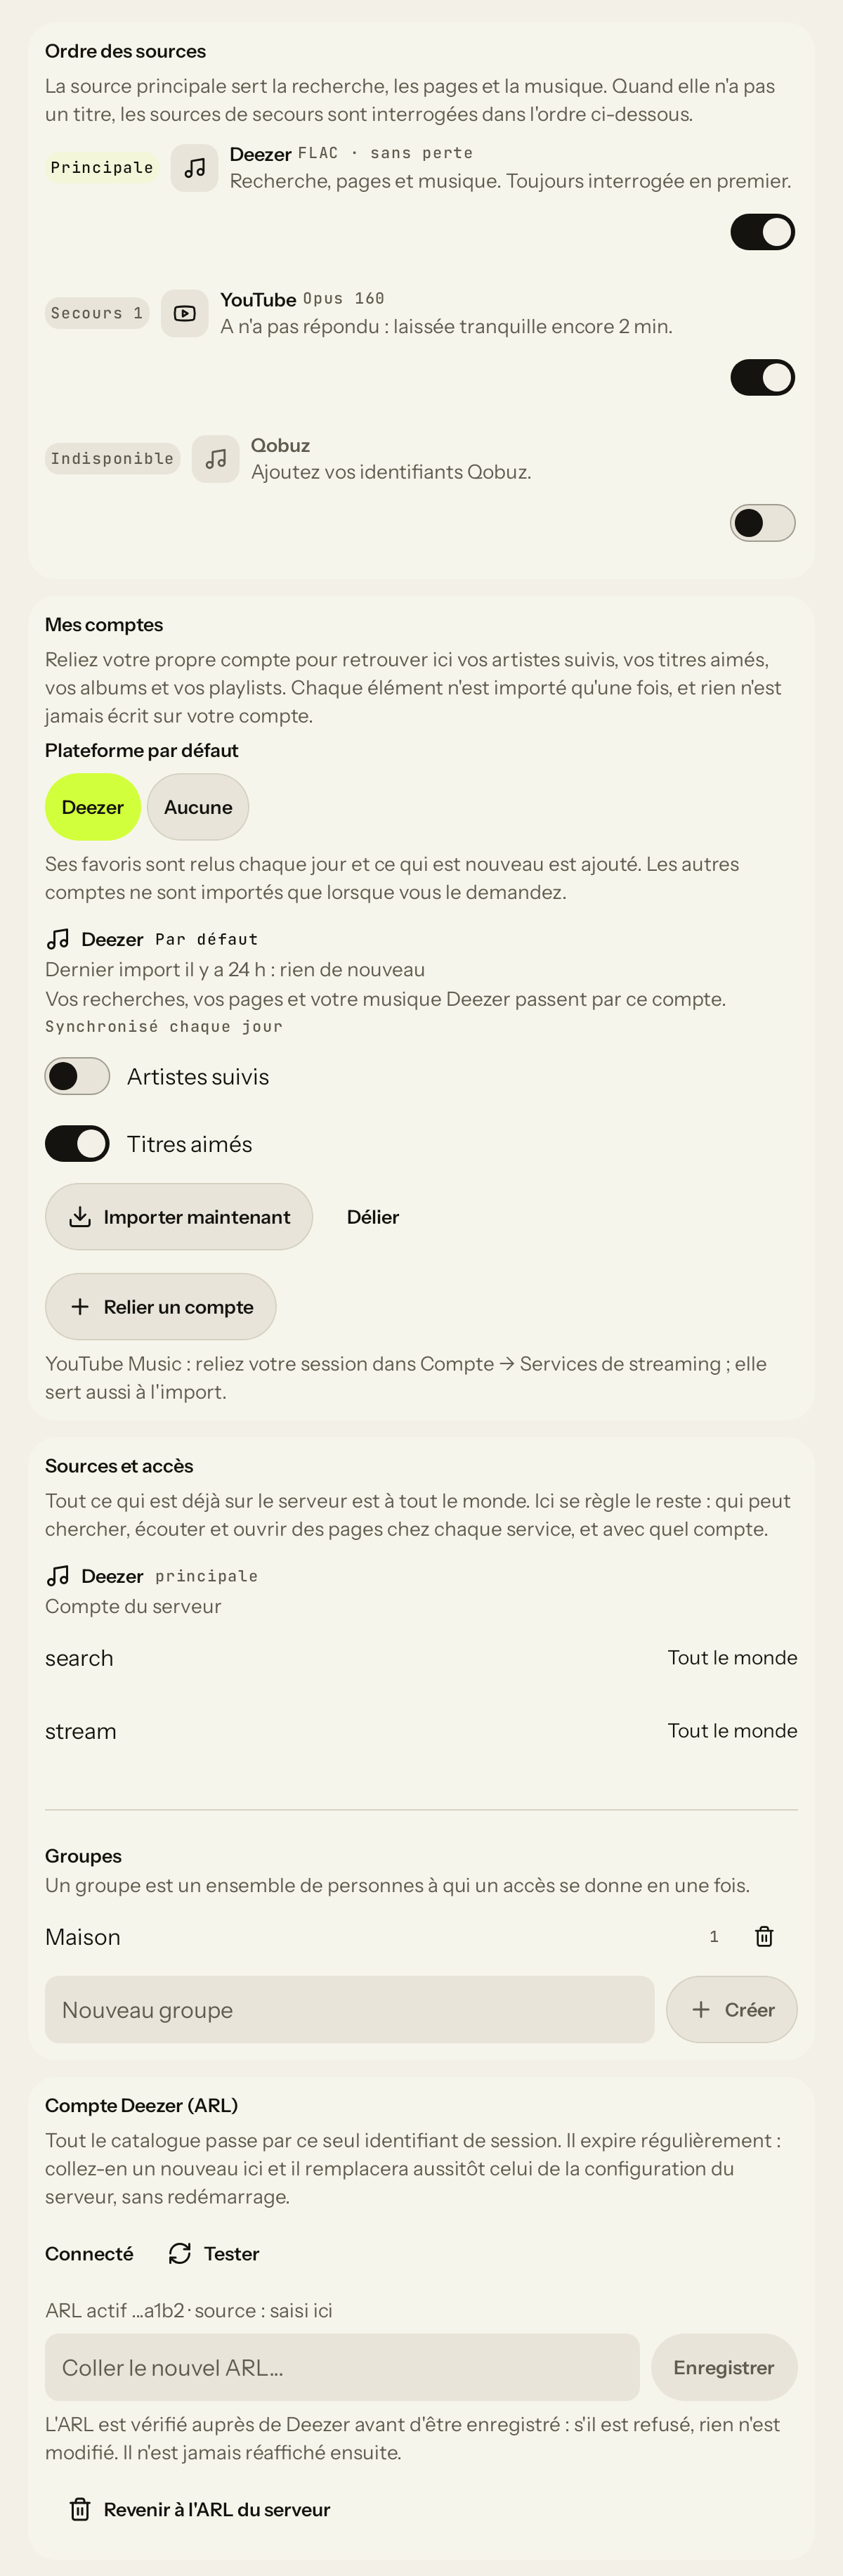 Ordre des sources
La source principale sert la recherche, les pages et la musique. Quand elle n'a pas
un titre, les sources de secours sont interrogées dans l'ordre ci-dessous.
Principale
Deezer FLAC · sans perte
Recherche, pages et musique. Toujours interrogée en premier.
Secours 1
YouTube Opus 160
A n'a pas répondu : laissée tranquille encore 2 min.
Indisponible
Qobuz
Ajoutez vos identifiants Qobuz.
Mes comptes
Reliez votre propre compte pour retrouver ici vos artistes suivis, vos titres aimés,
vos albums et vos playlists. Chaque élément n'est importé qu'une fois, et rien n'est
jamais écrit sur votre compte.
Plateforme par défaut
Deezer Aucune
Ses favoris sont relus chaque jour et ce qui est nouveau est ajouté. Les autres
comptes ne sont importés que lorsque vous le demandez.
Deezer Par défaut
Dernier import il y a 24 h : rien de nouveau
Vos recherches, vos pages et votre musique Deezer passent par ce compte.
Synchronisé chaque jour
Artistes suivis
Titres aimés
Importer maintenant Délier
Relier un compte
YouTube Music : reliez votre session dans Compte → Services de streaming ; elle
sert aussi à l'import.
Sources et accès
Tout ce qui est déjà sur le serveur est à tout le monde. Ici se règle le reste : qui peut
chercher, écouter et ouvrir des pages chez chaque service, et avec quel compte.
Deezer principale
Compte du serveur
search Tout le monde
stream Tout le monde
Groupes
Un groupe est un ensemble de personnes à qui un accès se donne en une fois.
Maison 1
Nouveau groupe Créer
Compte Deezer (ARL)
Tout le catalogue passe par ce seul identifiant de session. Il expire régulièrement :
collez-en un nouveau ici et il remplacera aussitôt celui de la configuration du
serveur, sans redémarrage.
Connecté Tester
ARL actif …a1b2 · source : saisi ici
Coller le nouvel ARL… Enregistrer
L'ARL est vérifié auprès de Deezer avant d'être enregistré : s'il est refusé, rien n'est
modifié. Il n'est jamais réaffiché ensuite.
Revenir à l'ARL du serveur